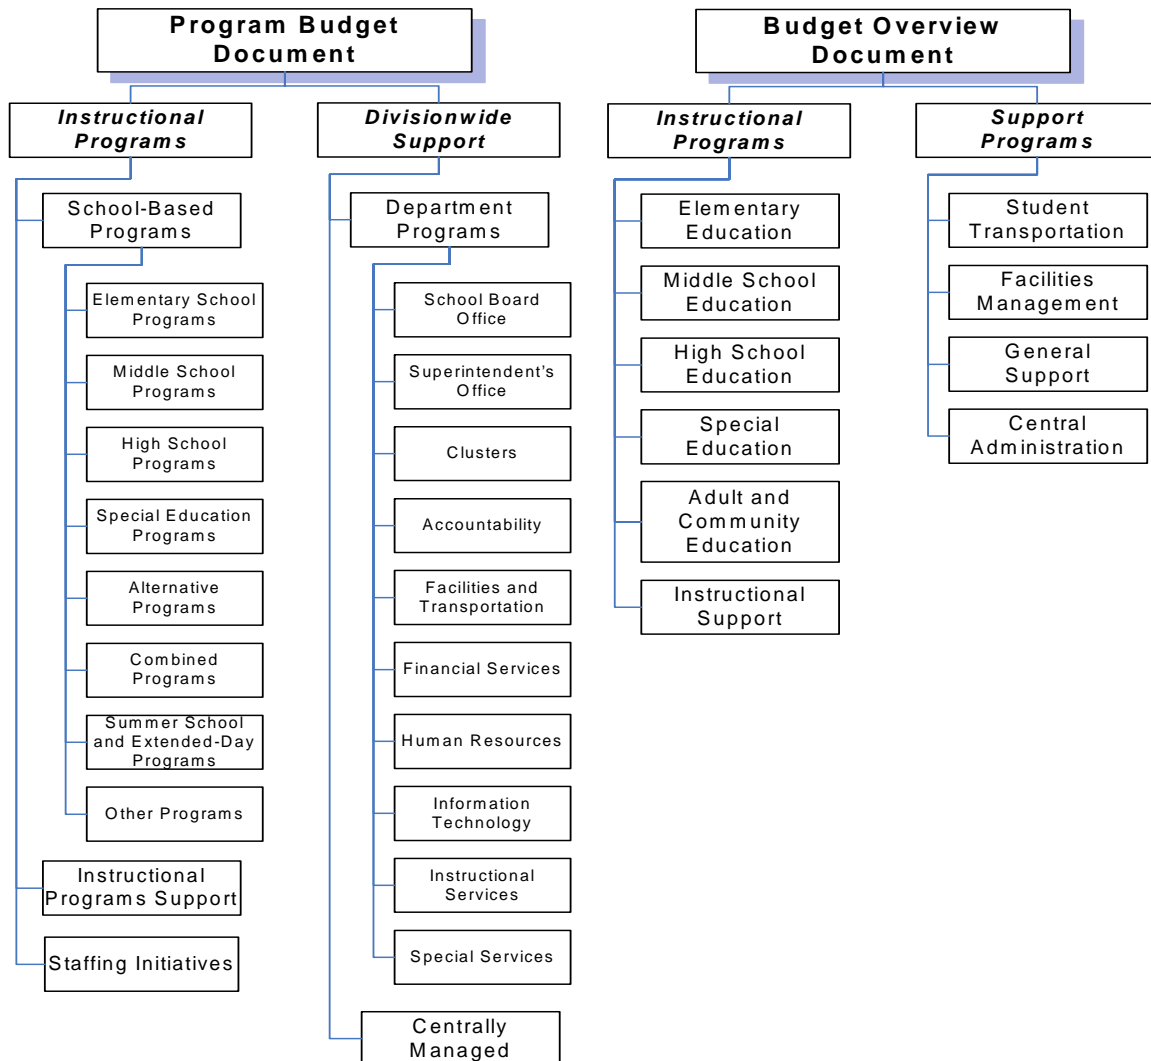 Program Budget
Document
Instructional
Programs
School-Based
Programs
Elementary School
Programs
Middle School
Programs
High School
Programs
Special Education
Programs
Alternative
Programs
Combined
Programs
Summer School
and Extended-Day
Programs
Other Programs
Instructional
Programs Support
Staffing Initiatives
Divisionwide
Support
Department
Programs
School Board
Office
Superintendent's
Office
Clusters
Accountability
Facilities and
Transportation
Financial Services
Human Resources
Information
Technology
Instructional
Services
Special Services
Centrally
Managed
Budget Overview
Document
Instructional
Programs
Elementary
Education
Middle School
Education
High School
Education
Special
Education
Adult and
Community
Education
Instructional
Support
Support
Programs
Student
Transportation
Facilities
Management
General
Support
Central
Administration